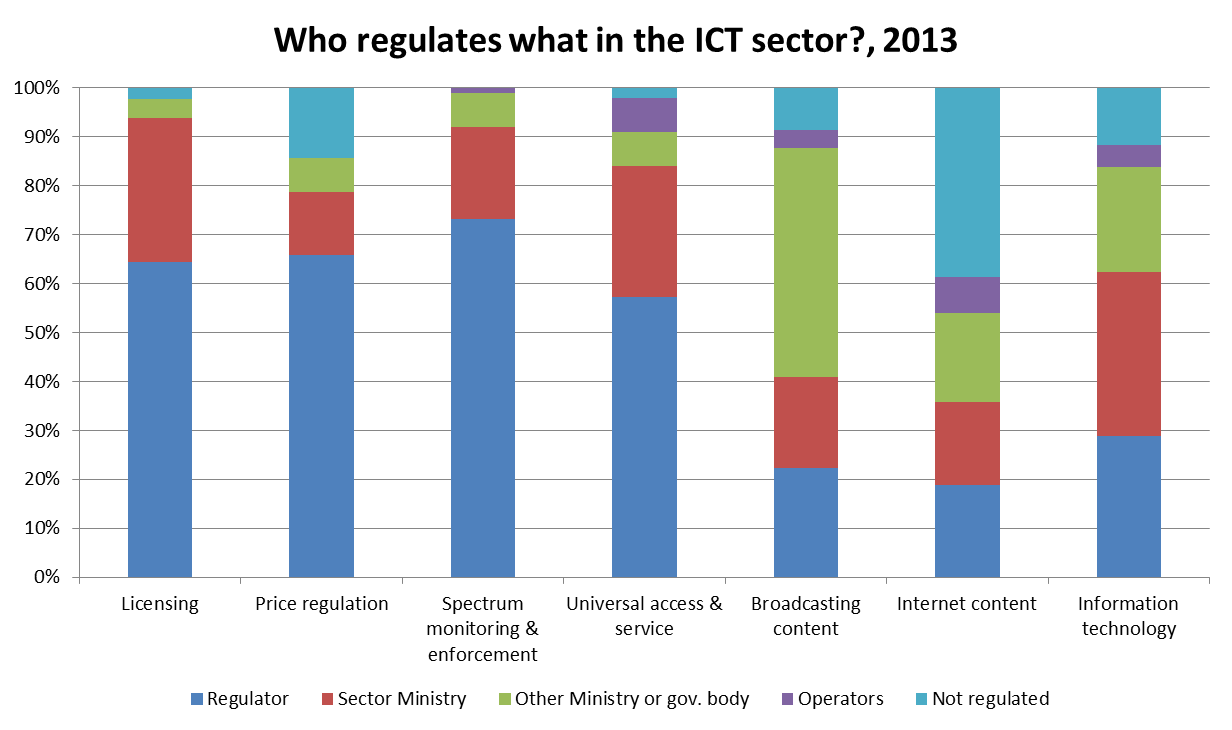 Who regulates what in the ICT sector?, 2013
100%
90%
80%
70%
60%
50%
40%
30%
20%
10%
0%
Licensing
Price regulation
Spectrum
monitoring &
enforcement
Universal access &
service
Broadcasting
content
Internet content
Information
technology
Regulator
Sector Ministry
Other Ministry or gov. body
Operators
Not regulated